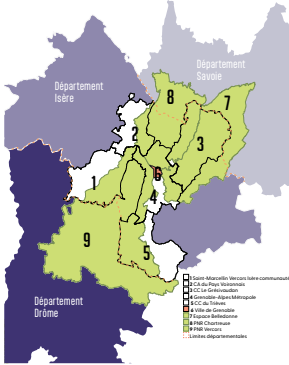 Département
Savoie
Département
Isère
8
7
2
3
6
1
4
9
5
Département
Drôme
1 Saint-Marcellin Vercors Isère communauté
2 CA du Pays Voironnais
3 CC Le Grésivaudan
4 Grenoble-Alpes Métropole
5 CC du Trièves
6 Ville de Grenoble
7 Espace Belledonne
8 PNR Chartreuse
9 PNR Vercors
Limites départementales